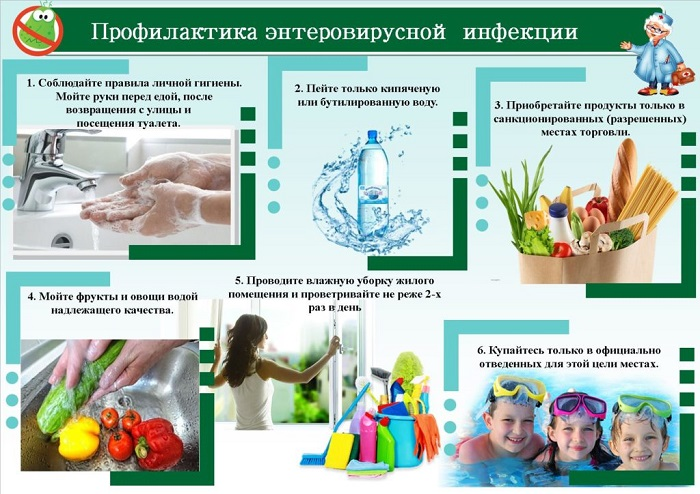 Профилактика энтеровирусной инфекции
1. Соблюдайте правила личной гигиены.
Мойте руки перед едой, после
возвращения с улицы и
посещения туалета.
2. Пейте только кипяченую
или бутилированную воду.
3. Приобретайте продукты только в
санкционированных (разрешенных)
местах торговли.
4. Мойте фрукты и овощи водой
надлежащего качества.
5. Проводите влажную уборку жилого
помещения и проветривайте не реже 2-х
раз в день
6. Купайтесь только в официально
отведенных для этой цели местах.